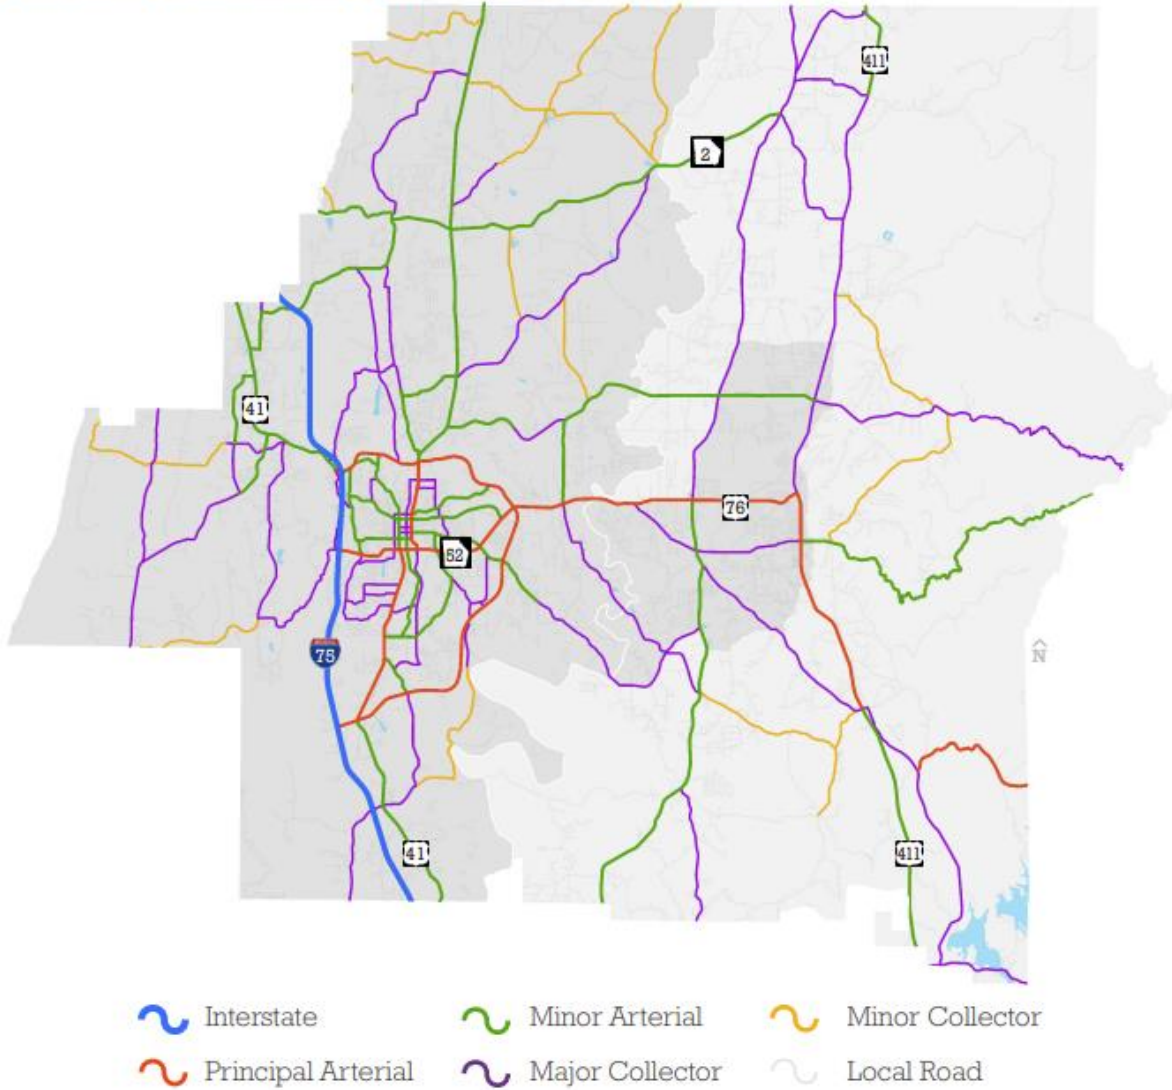 411
2
41
76
52
75
N
41
411
Interstate
Minor Arterial
Minor Collector
Principal Arterial
Major Collector
Local Road